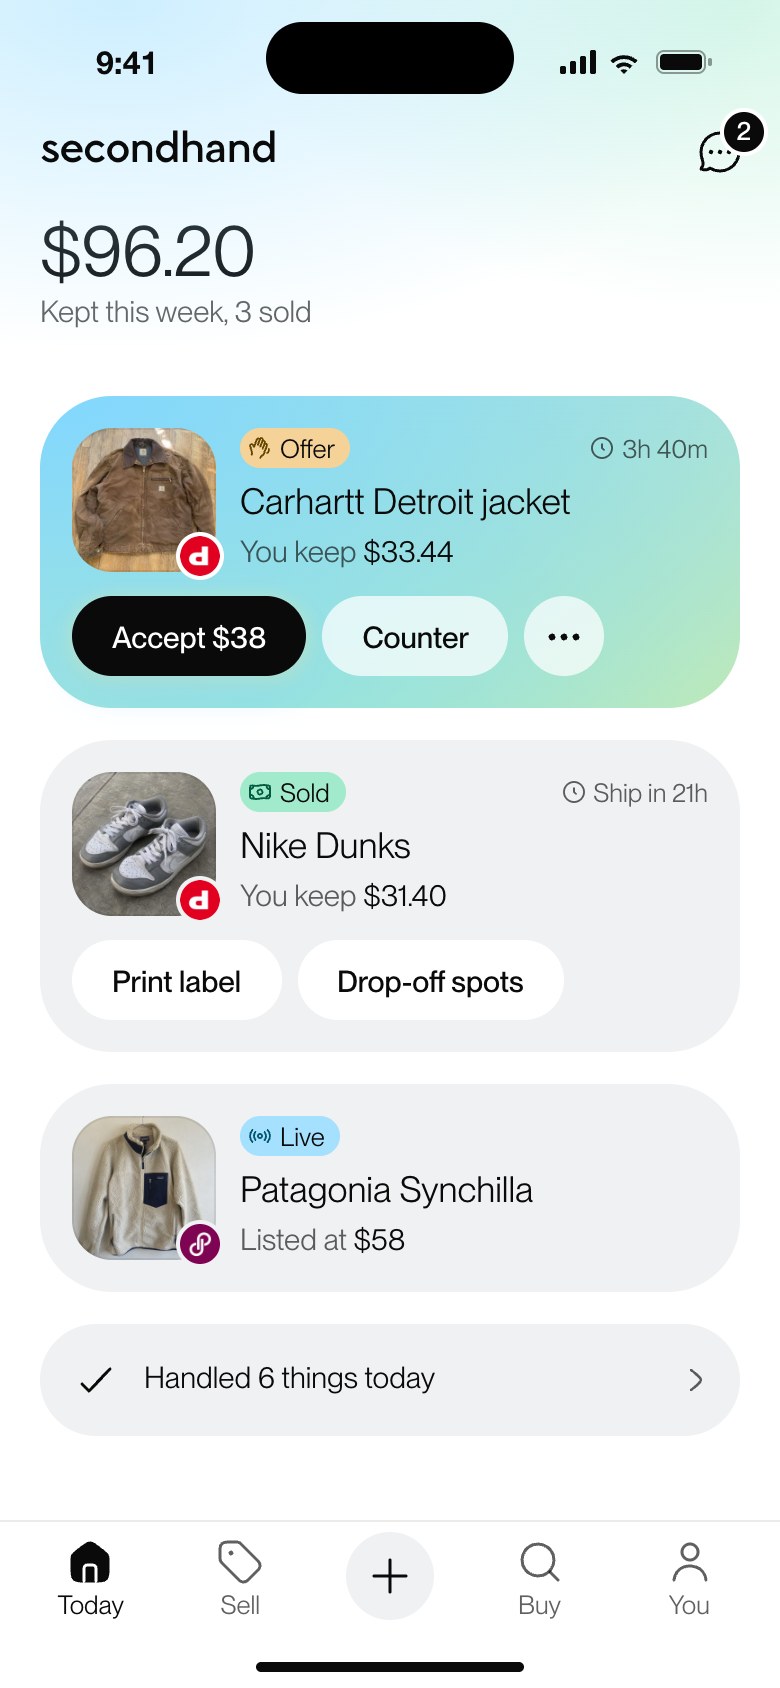 9:41
secondhand
2
$96.20
Kept this week, 3 sold
Offer
3h 40m
Carhartt Detroit jacket
You keep $33.44
Accept $38
Counter
Sold
Ship in 21h
Nike Dunks
You keep $31.40
Print label
Drop-off spots
Live
Patagonia Synchilla
Listed at $58
Handled 6 things today
Today
Sell
Buy
You